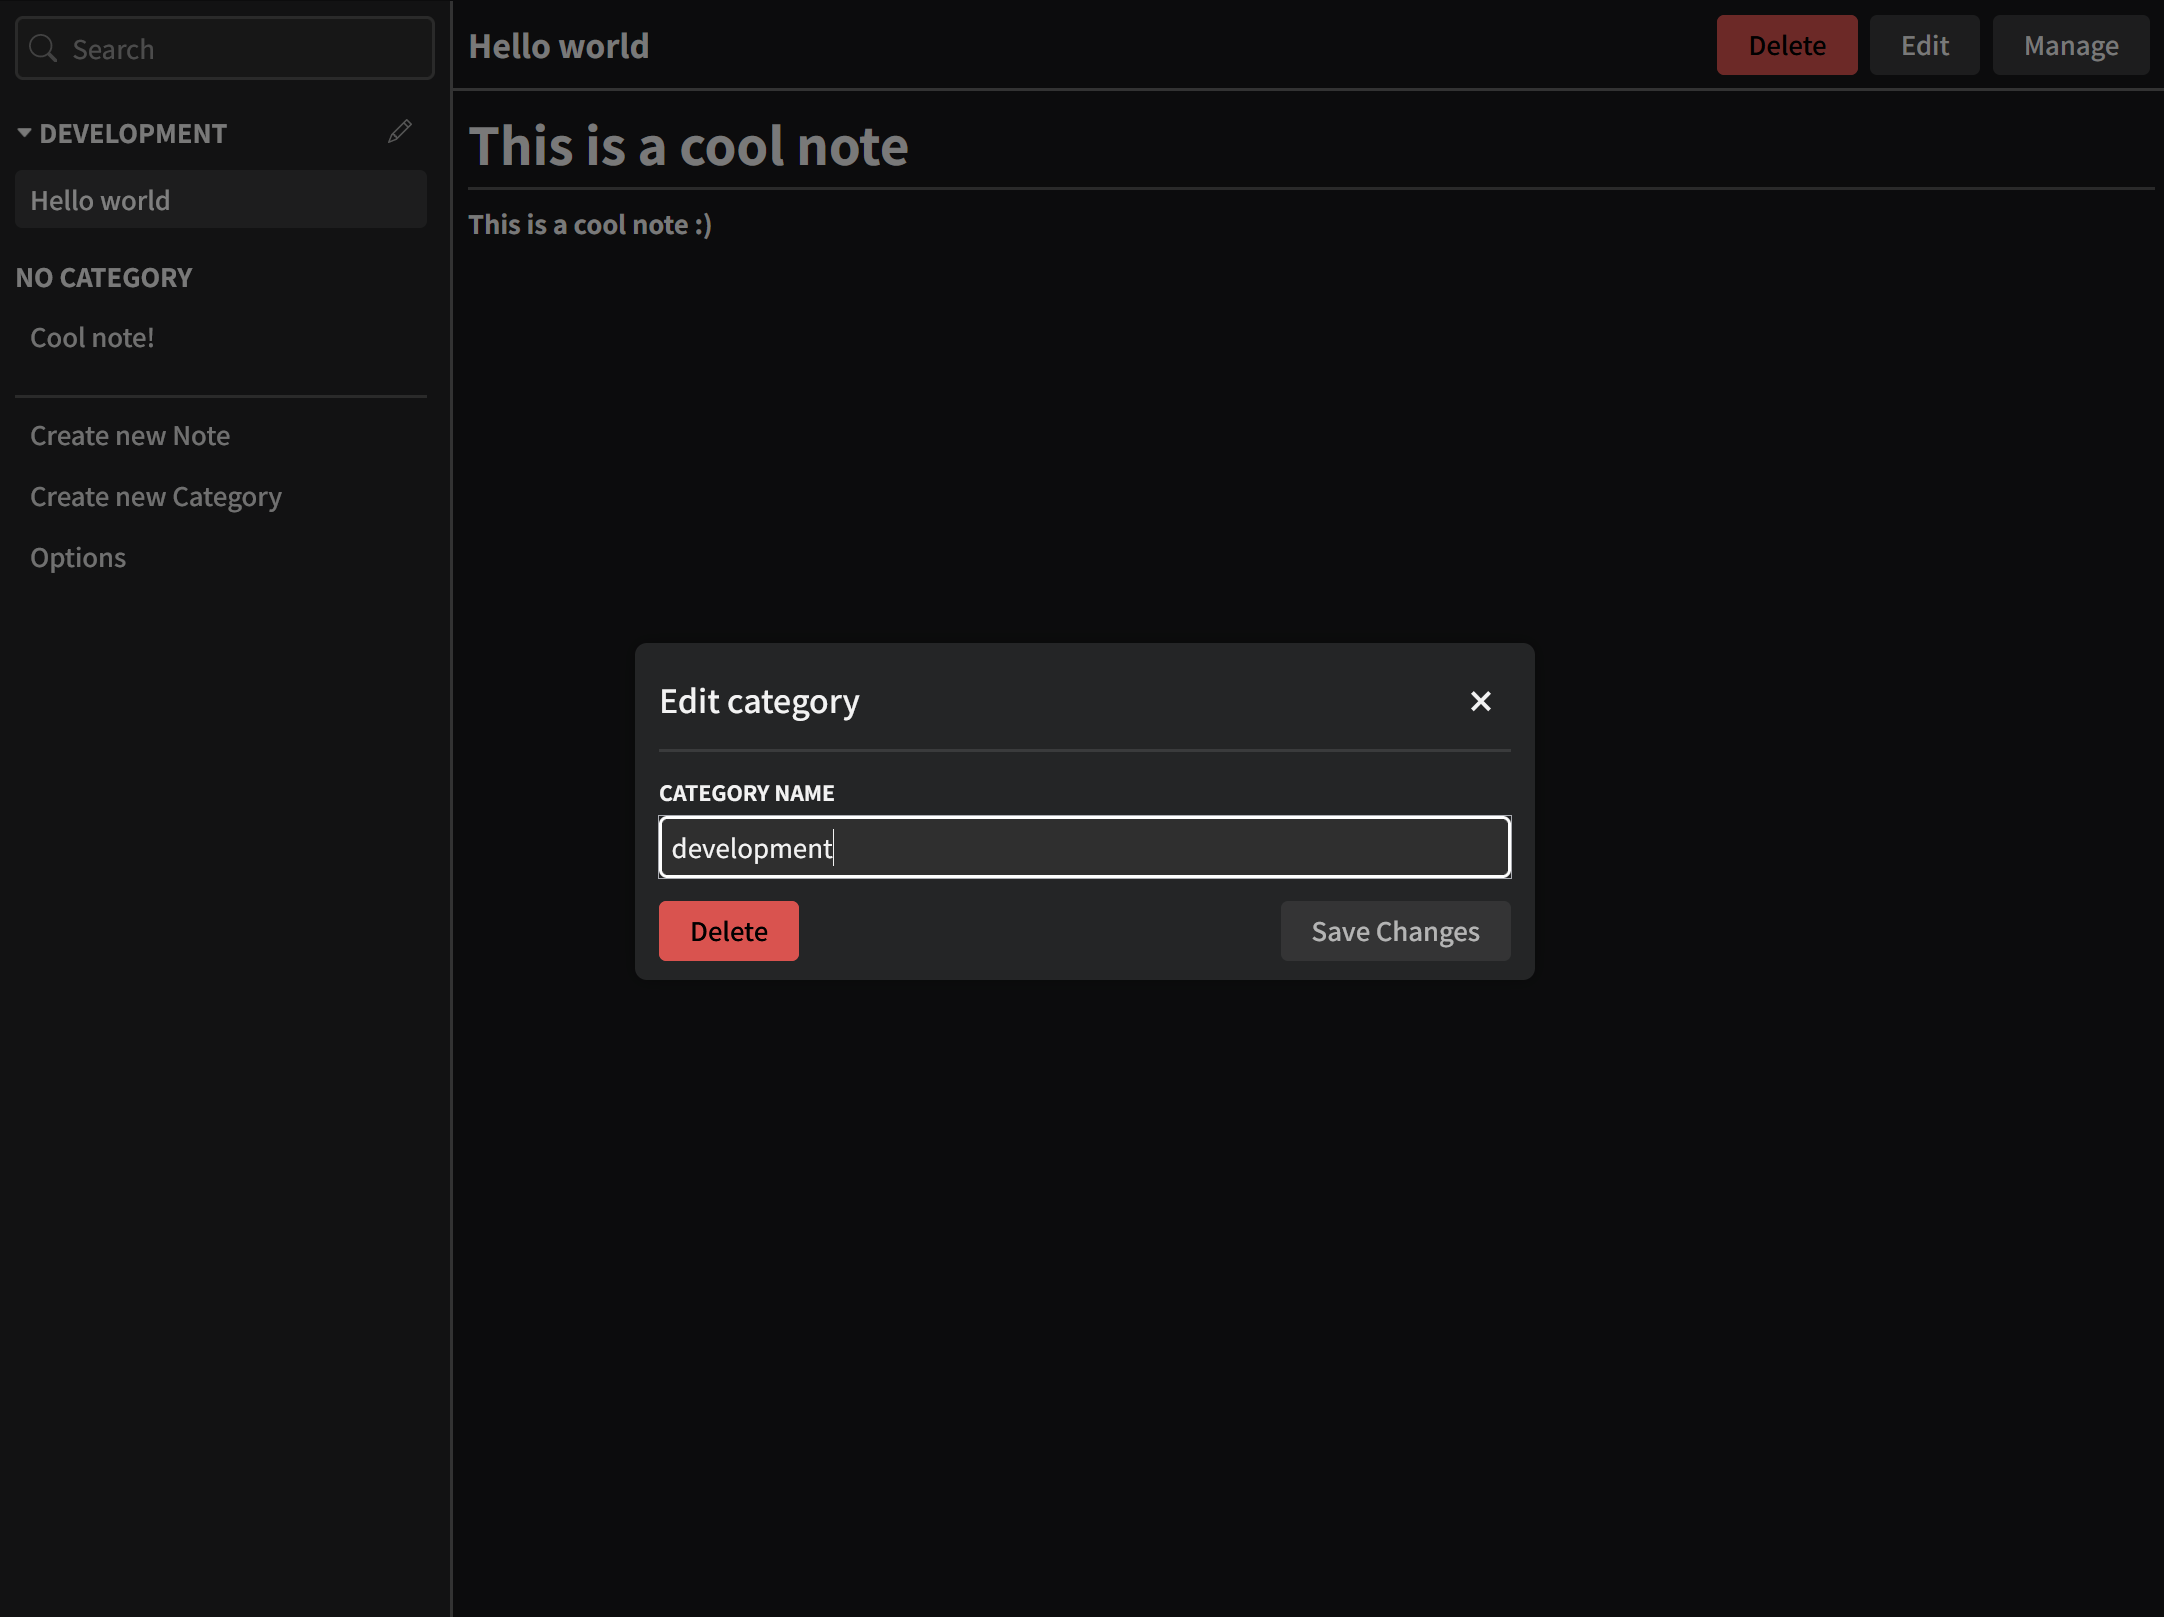 Search
DEVELOPMENT
Hello world
NO CATEGORY
Cool note!
Create new Note
Create new Category
Options
Hello world
Delete
Edit
Manage
This is a cool note
This is a cool note :)
Edit category
CATEGORY NAME
development
Delete
Save Changes